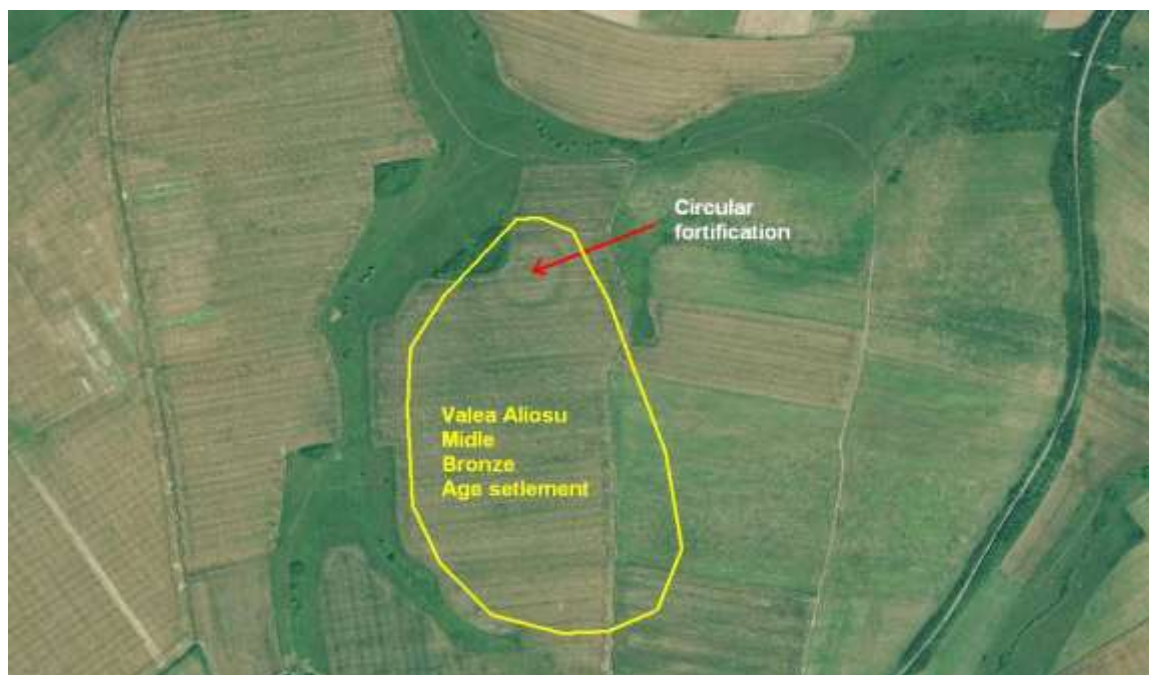 Circular
fortification
Valea Aliosu
Midle
Bronze
Age setlement